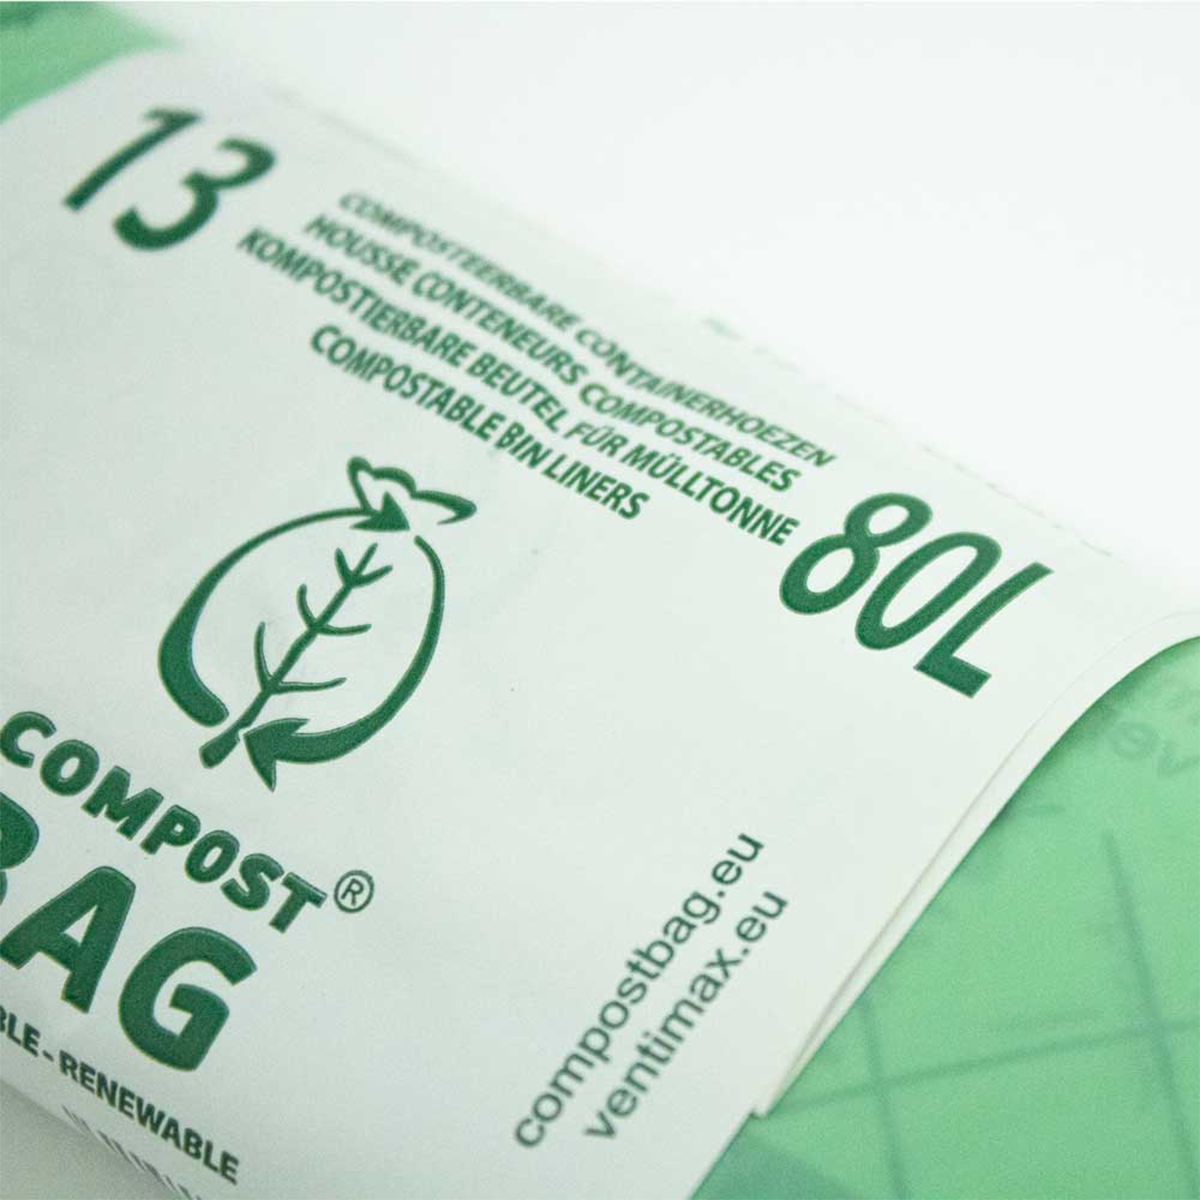 13
COMPOSTEERBARE CONTAINERHOEZEN
HOUSSE CONTENEURS COMPOSTABLES
KOMPOSTIERBARE BEUTEL FÜR MÜLLTONNE
COMPOSTABLE BIN LINERS
80L
COMPOST®
BAG
BLE - RENEWABLE
compostbag.eu
ventimax.eu